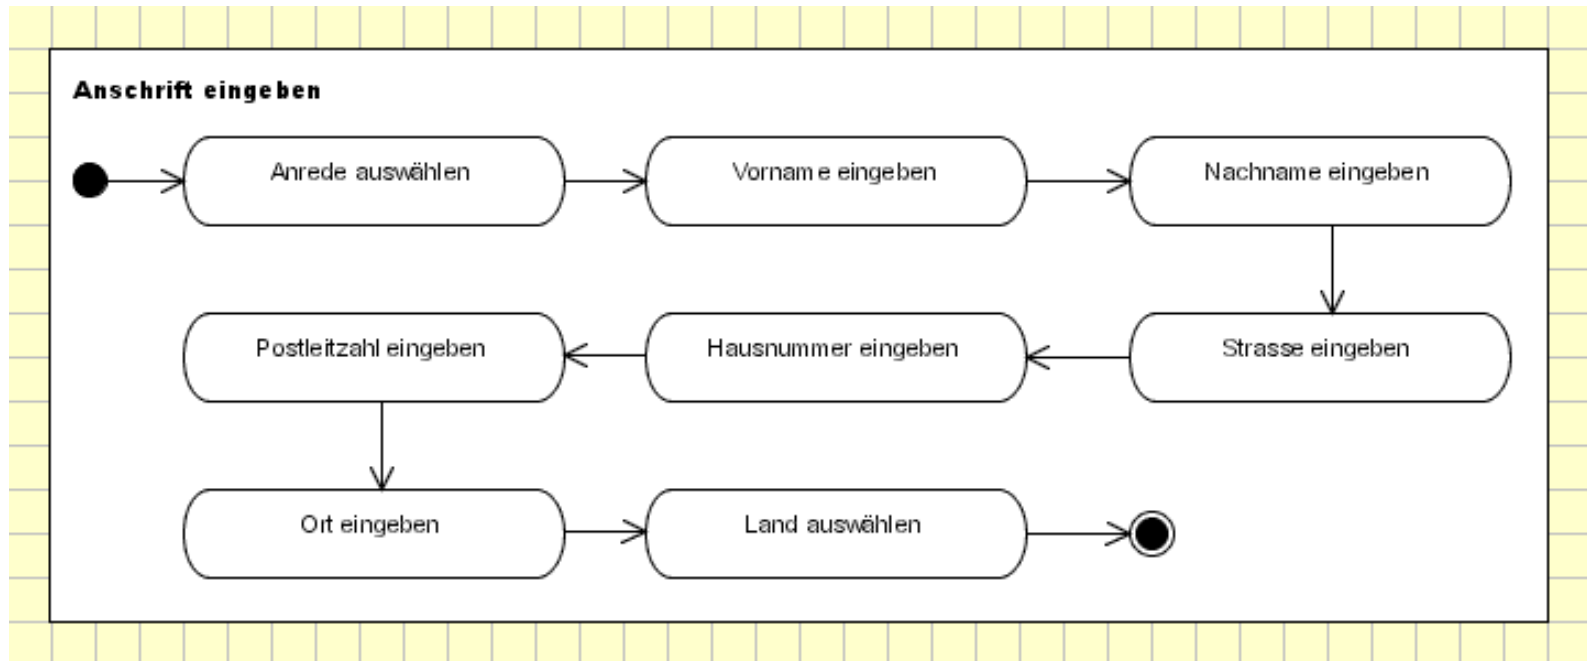 Anschrift eingeben
Anrede auswählen
Vorname eingeben
Nachname eingeben
Strasse eingeben
Hausnummer eingeben
Postleitzahl eingeben
Ort eingeben
Land auswählen